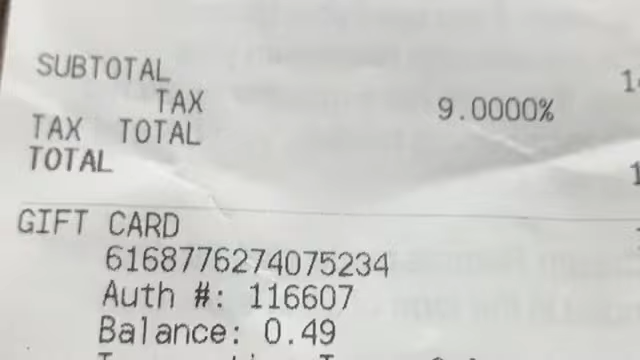 SUBTOTAL
TAX 9.0000%
TAX TOTAL
TOTAL
GIFT CARD
6168776274075234
Auth #: 116607
Balance: 0.49